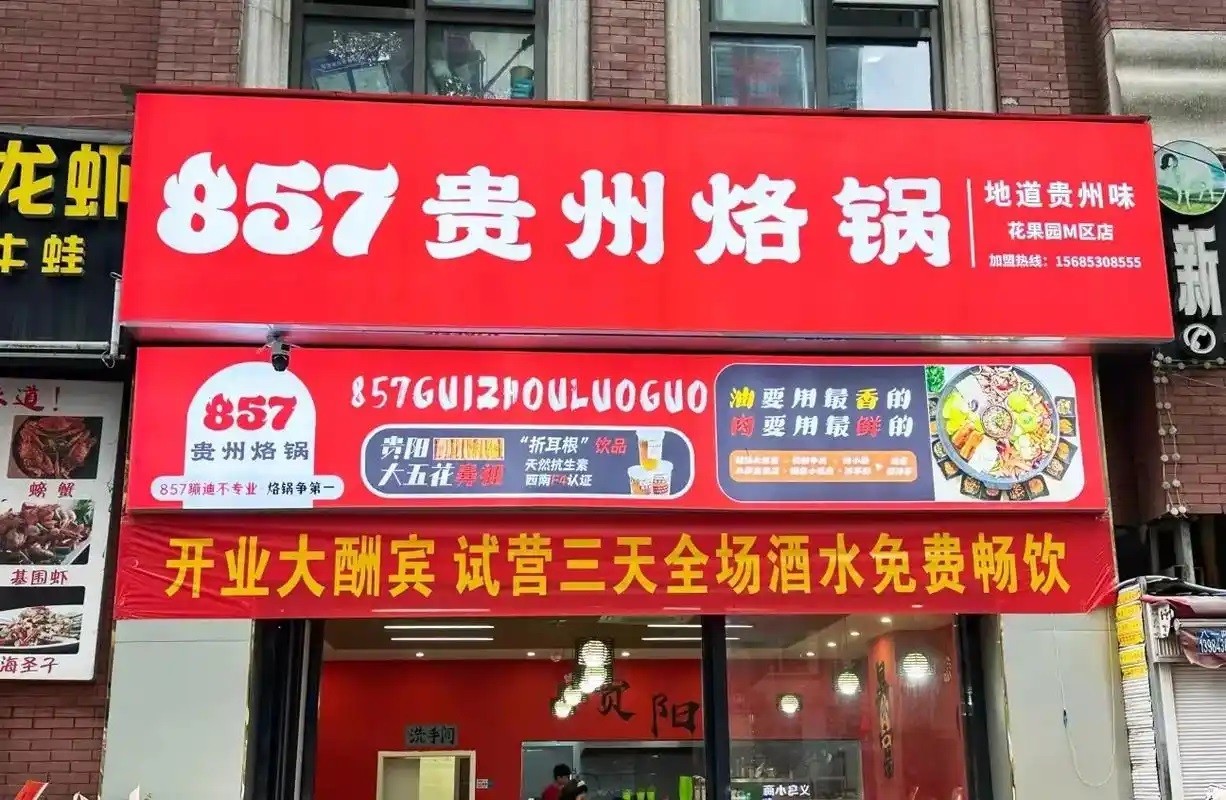 857贵州烙锅
地道贵州味
花果园M区店
加盟热线：15685308555
龙虾
牛蛙
新
857
贵州烙锅
857蹦迪不专业 烙锅争第一
857GUIZHOULUOGUO
贵阳
大五花
“折耳根”饮品
天然抗生素
西南F4认证
油要用最香的
肉要用最鲜的
开业大酬宾 试营三天全场酒水免费畅饮
道！
螃蟹
基围虾
海圣子
贵阳
洗手间